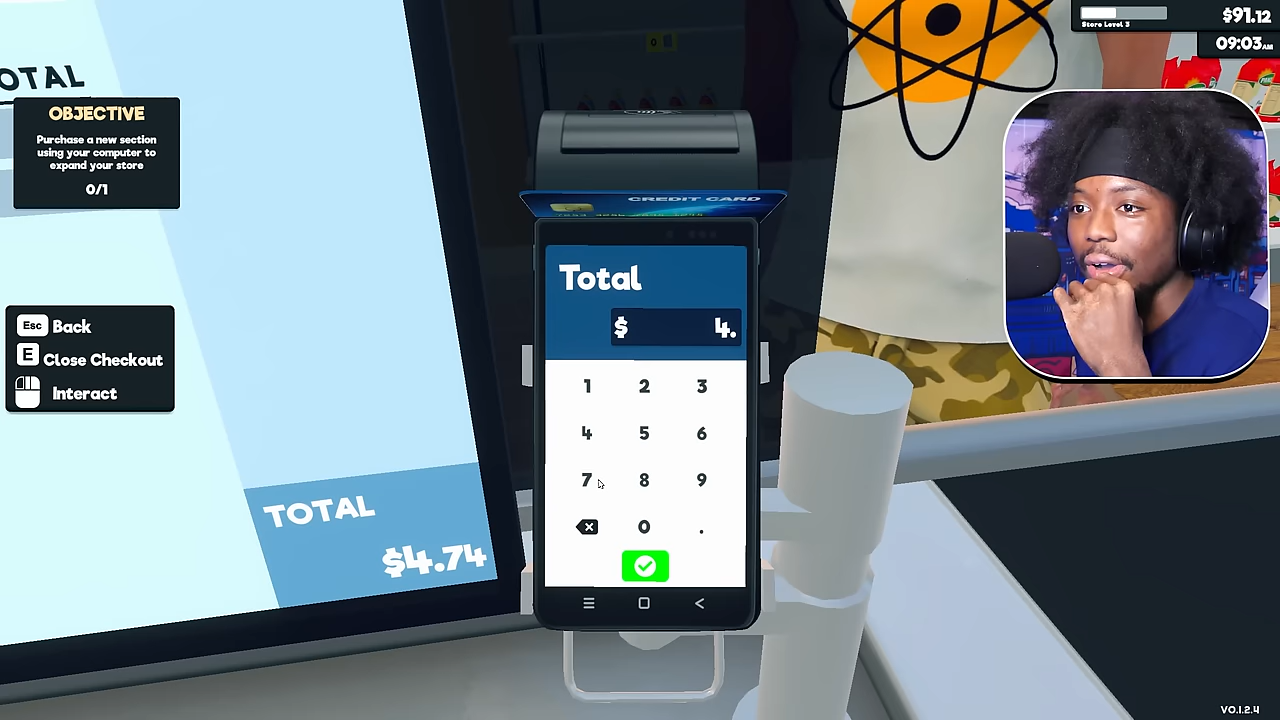 $91.12
Store Level 3
09:03AM
OTAL
OBJECTIVE
Purchase a new section
using your computer to
expand your store
0/1
0
CREDIT CARD
Total
$ 4.
Esc Back
E Close Checkout
Interact
1 2 3
4 5 6
7 8 9
0 .
TOTAL
$4.74
V0.1.2.4